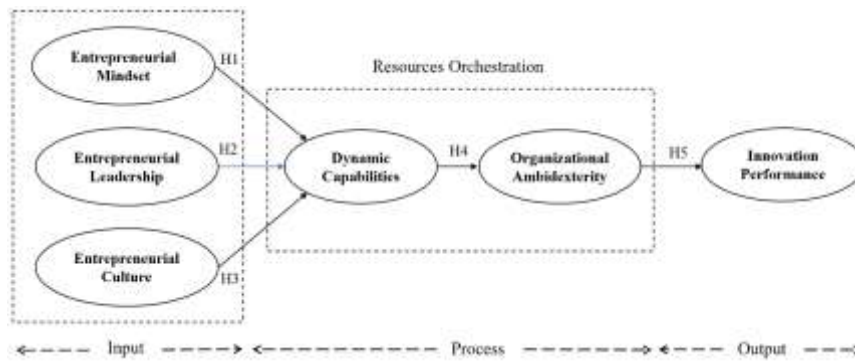 Entrepreneurial
Mindset
H1
Resources Orchestration
Entrepreneurial
Leadership
H2
Dynamic
Capabilities
H4
Organizational
Ambidexterity
H5
Innovation
Performance
Entrepreneurial
Culture
H3
Input
Process
Output